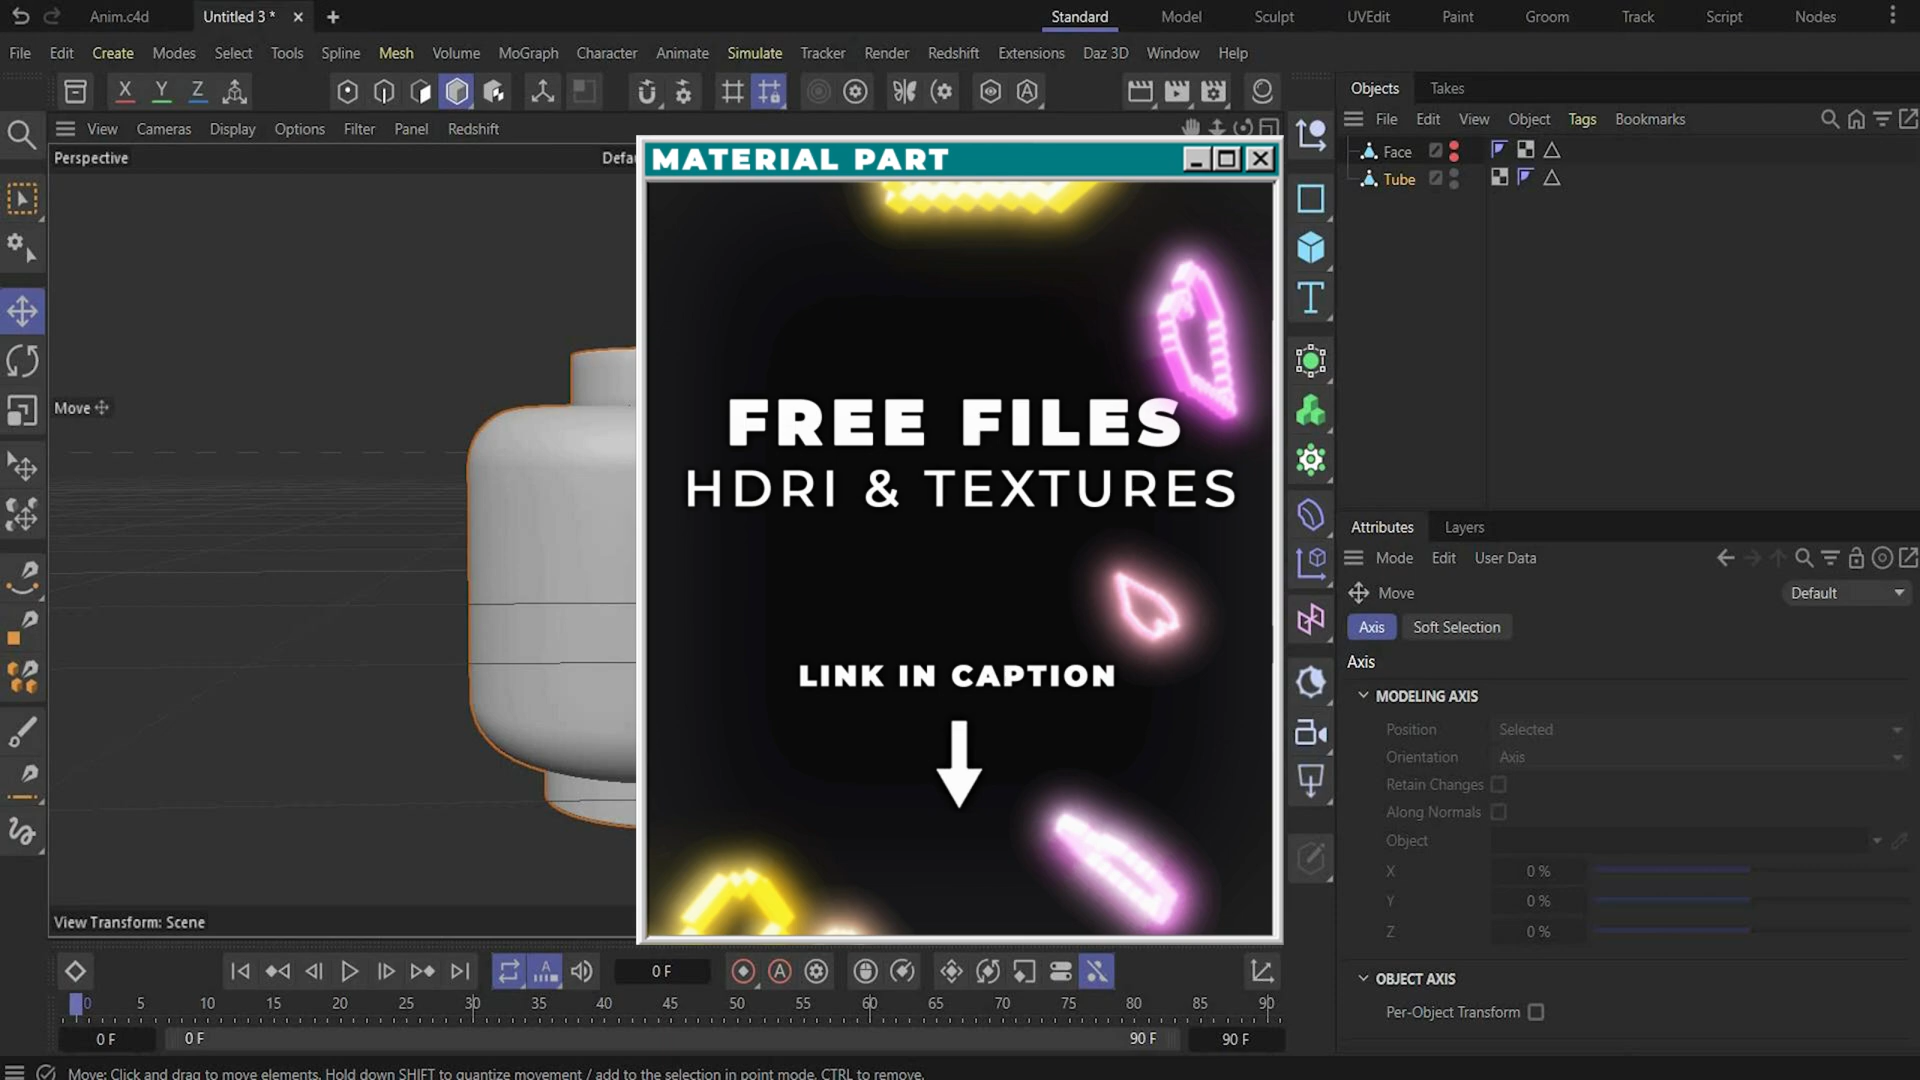 Anim.c4d
Untitled 3 *
Standard
Model
Sculpt
UVEdit
Paint
Groom
Track
Script
Nodes
File Edit Create Modes Select Tools Spline Mesh Volume MoGraph Character Animate Simulate Tracker Render Redshift Extensions Daz 3D Window Help
X Y Z
View Cameras Display Options Filter Panel Redshift
Perspective
Defau
Move
View Transform: Scene
MATERIAL PART
FREE FILES
HDRI & TEXTURES
LINK IN CAPTION
Objects Takes
File Edit View Object Tags Bookmarks
Face
Tube
Attributes Layers
Mode Edit User Data
Move
Default
Axis Soft Selection
Axis
MODELING AXIS
Position Selected
Orientation Axis
Retain Changes
Along Normals
Object
X 0 %
Y 0 %
Z 0 %
OBJECT AXIS
Per-Object Transform
0 F
0 5 10 15 20 25 30 35 40 45 50 55 60 65 70 75 80 85 90
0 F 0 F 90 F 90 F
Move: Click and drag to move elements. Hold down SHIFT to quantize movement / add to the selection in point mode, CTRL to remove.